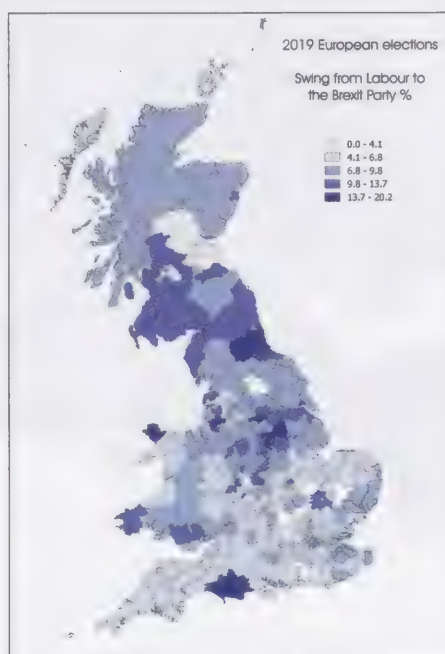 2019 European elections
Swing from Labour to
the Brexit Party %
0.0 - 4.1
4.1 - 6.8
6.8 - 9.8
9.8 - 13.7
13.7 - 20.2